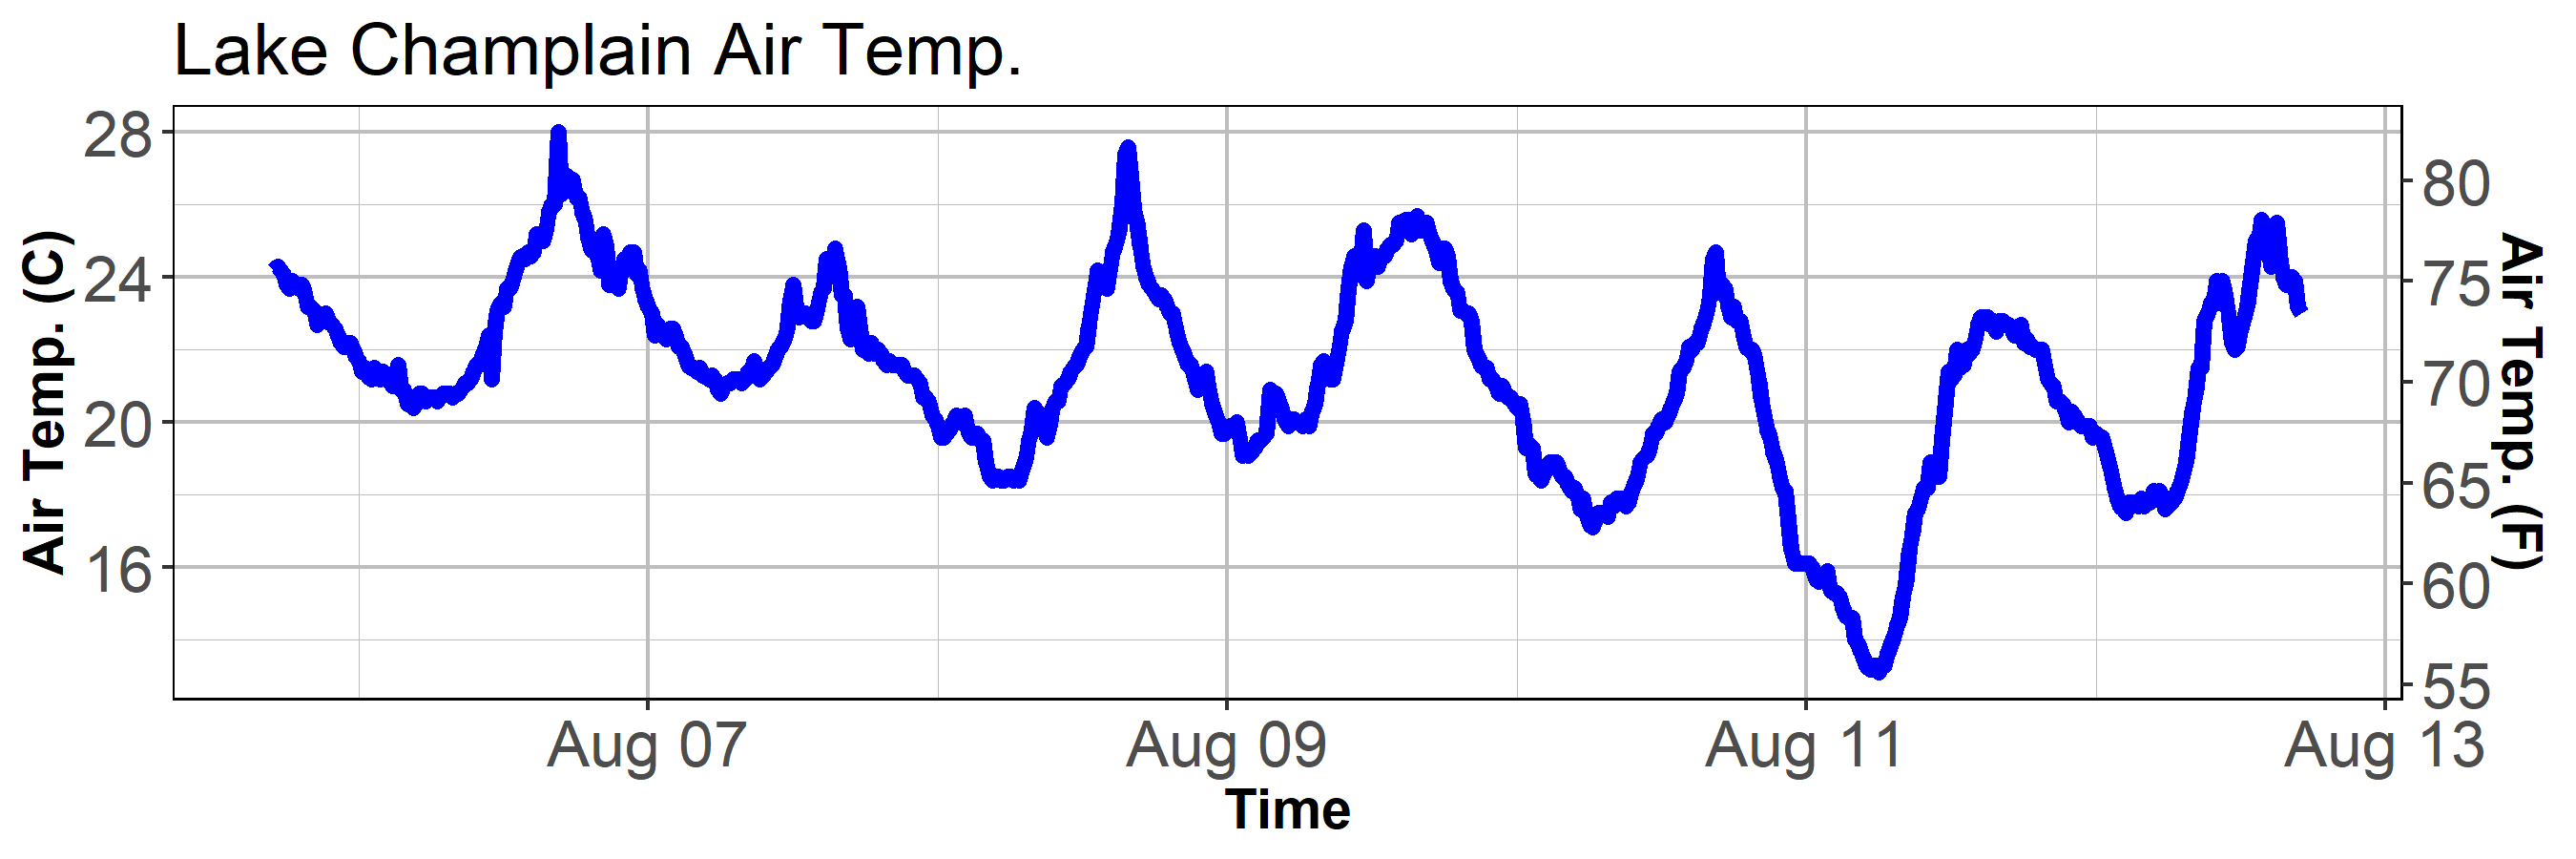 Lake Champlain Air Temp.
28
24
20
16
Air Temp. (C)
80
75
70
65
60
55
Air Temp. (F)
Aug 07 Aug 09 Aug 11 Aug 13
Time